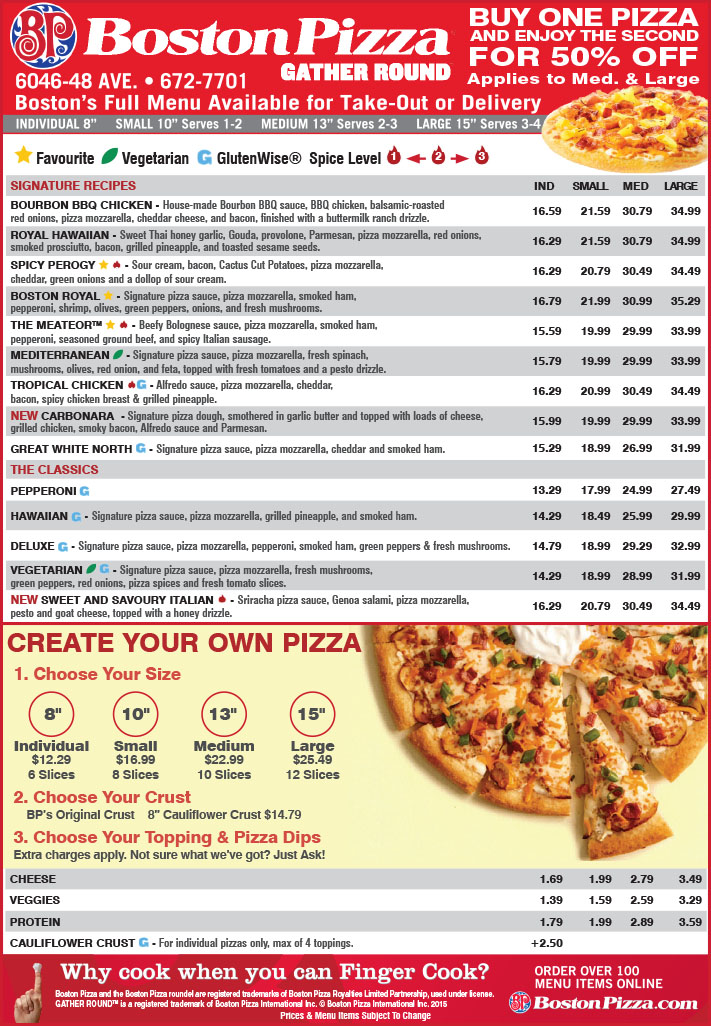 BP Boston Pizza
GATHER ROUND
6046-48 AVE. • 672-7701
Boston's Full Menu Available for Take-Out or Delivery
BUY ONE PIZZA
AND ENJOY THE SECOND
FOR 50% OFF
Applies to Med. & Large
INDIVIDUAL 8" SMALL 10" Serves 1-2 MEDIUM 13" Serves 2-3 LARGE 15" Serves 3-4
Favourite Vegetarian G GlutenWise® Spice Level 1 2 3
SIGNATURE RECIPES IND SMALL MED LARGE
BOURBON BBQ CHICKEN - House-made Bourbon BBQ sauce, BBQ chicken, balsamic-roasted
red onions, pizza mozzarella, cheddar cheese, and bacon, finished with a buttermilk ranch drizzle. 16.59 21.59 30.79 34.99
ROYAL HAWAIIAN - Sweet Thai honey garlic, Gouda, provolone, Parmesan, pizza mozzarella, red onions,
smoked prosciutto, bacon, grilled pineapple, and toasted sesame seeds. 16.29 21.59 30.79 34.99
SPICY PEROGY - Sour cream, bacon, Cactus Cut Potatoes, pizza mozzarella,
cheddar, green onions and a dollop of sour cream. 16.29 20.79 30.49 34.49
BOSTON ROYAL - Signature pizza sauce, pizza mozzarella, smoked ham,
pepperoni, shrimp, olives, green peppers, onions, and fresh mushrooms. 16.79 21.99 30.99 35.29
THE MEATEOR™ - Beefy Bolognese sauce, pizza mozzarella, smoked ham,
pepperoni, seasoned ground beef, and spicy Italian sausage. 15.59 19.99 29.99 33.99
MEDITERRANEAN - Signature pizza sauce, pizza mozzarella, fresh spinach,
mushrooms, olives, red onion, and feta, topped with fresh tomatoes and a pesto drizzle. 15.79 19.99 29.99 33.99
TROPICAL CHICKEN G - Alfredo sauce, pizza mozzarella, cheddar,
bacon, spicy chicken breast & grilled pineapple. 16.29 20.99 30.49 34.49
NEW CARBONARA - Signature pizza dough, smothered in garlic butter and topped with loads of cheese,
grilled chicken, smoky bacon, Alfredo sauce and Parmesan. 15.99 19.99 29.99 33.99
GREAT WHITE NORTH G - Signature pizza sauce, pizza mozzarella, cheddar and smoked ham. 15.29 18.99 26.99 31.99
THE CLASSICS
PEPPERONI G 13.29 17.99 24.99 27.49
HAWAIIAN G - Signature pizza sauce, pizza mozzarella, grilled pineapple, and smoked ham. 14.29 18.49 25.99 29.99
DELUXE G - Signature pizza sauce, pizza mozzarella, pepperoni, smoked ham, green peppers & fresh mushrooms. 14.79 18.99 29.29 32.99
VEGETARIAN G - Signature pizza sauce, pizza mozzarella, fresh mushrooms,
green peppers, red onions, pizza spices and fresh tomato slices. 14.29 18.99 28.99 31.99
NEW SWEET AND SAVOURY ITALIAN - Sriracha pizza sauce, Genoa salami, pizza mozzarella,
pesto and goat cheese, topped with a honey drizzle. 16.29 20.79 30.49 34.49
CREATE YOUR OWN PIZZA
1. Choose Your Size
8" 10" 13" 15"
Individual Small Medium Large
$12.29 $16.99 $22.99 $25.49
6 Slices 8 Slices 10 Slices 12 Slices
2. Choose Your Crust
BP's Original Crust 8" Cauliflower Crust $14.79
3. Choose Your Topping & Pizza Dips
Extra charges apply. Not sure what we've got? Just Ask!
CHEESE 1.69 1.99 2.79 3.49
VEGGIES 1.39 1.59 2.59 3.29
PROTEIN 1.79 1.99 2.89 3.59
CAULIFLOWER CRUST G - For individual pizzas only, max of 4 toppings. +2.50
Why cook when you can Finger Cook?
Boston Pizza and the Boston Pizza roundel are registered trademarks of Boston Pizza Royalties Limited Partnership, used under license.
GATHER ROUND™ is a registered trademark of Boston Pizza International Inc. © Boston Pizza International Inc. 2015
Prices & Menu Items Subject To Change
ORDER OVER 100
MENU ITEMS ONLINE
BP BostonPizza.com